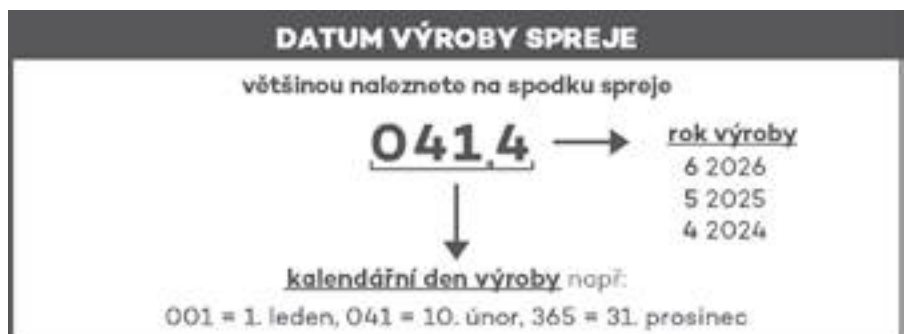 DATUM VÝROBY SPREJE
většinou naleznete na spodku spreje
041.4
rok výroby
6 2026
5 2025
4 2024
kalendářní den výroby např:
001 = 1. leden, 041 = 10. únor, 365 = 31. prosinec